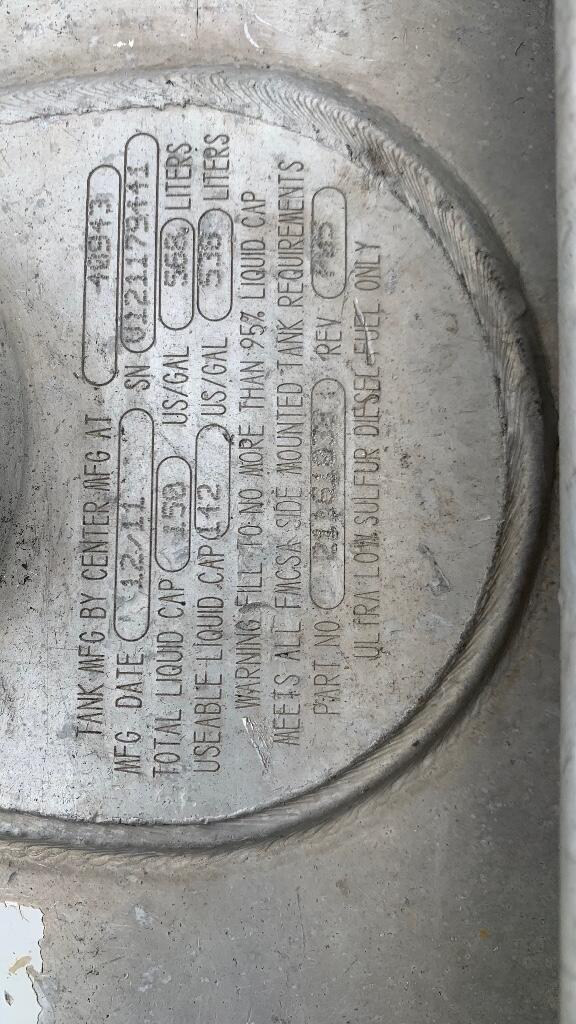 TANK MFG BY CENTER MFG AT 40943
MFG DATE 12/11 SN U121179441
TOTAL LIQUID CAP 150 US/GAL 568 LITERS
USEABLE LIQUID CAP 142 US/GAL 538 LITERS
WARNING FILL TO NO MORE THAN 95% LIQUID CAP
MEETS ALL FMCSA SIDE MOUNTED TANK REQUIREMENTS
PART NO REV
ULTRA LOW SULFUR DIESEL FUEL ONLY